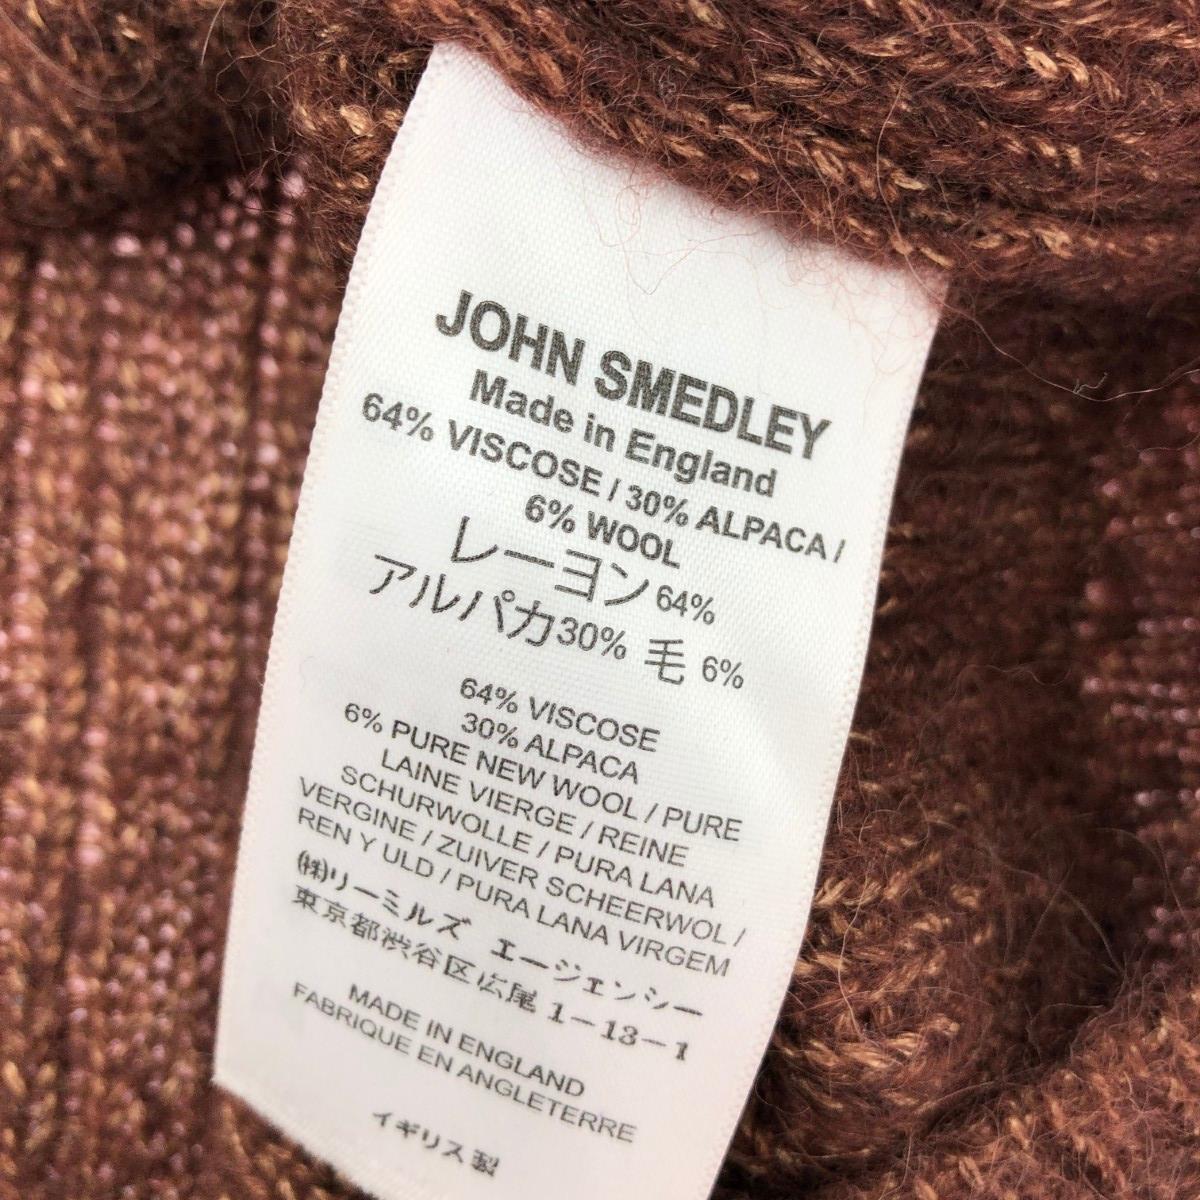 JOHN SMEDLEY
Made in England
64% VISCOSE / 30% ALPACA /
6% WOOL
レーヨン 64%
アルパカ30% 毛 6%
64% VISCOSE
30% ALPACA
6% PURE NEW WOOL / PURE
LAINE VIERGE / REINE
SCHURWOLLE / PURA LANA
VERGINE / ZUIVER SCHEERWOL /
REN Y ULD / PURA LANA VIRGEM
㈱リーミルズ エージェンシー
東京都渋谷区広尾 1-13-1
MADE IN ENGLAND
FABRIQUE EN ANGLETERRE
イギリス製